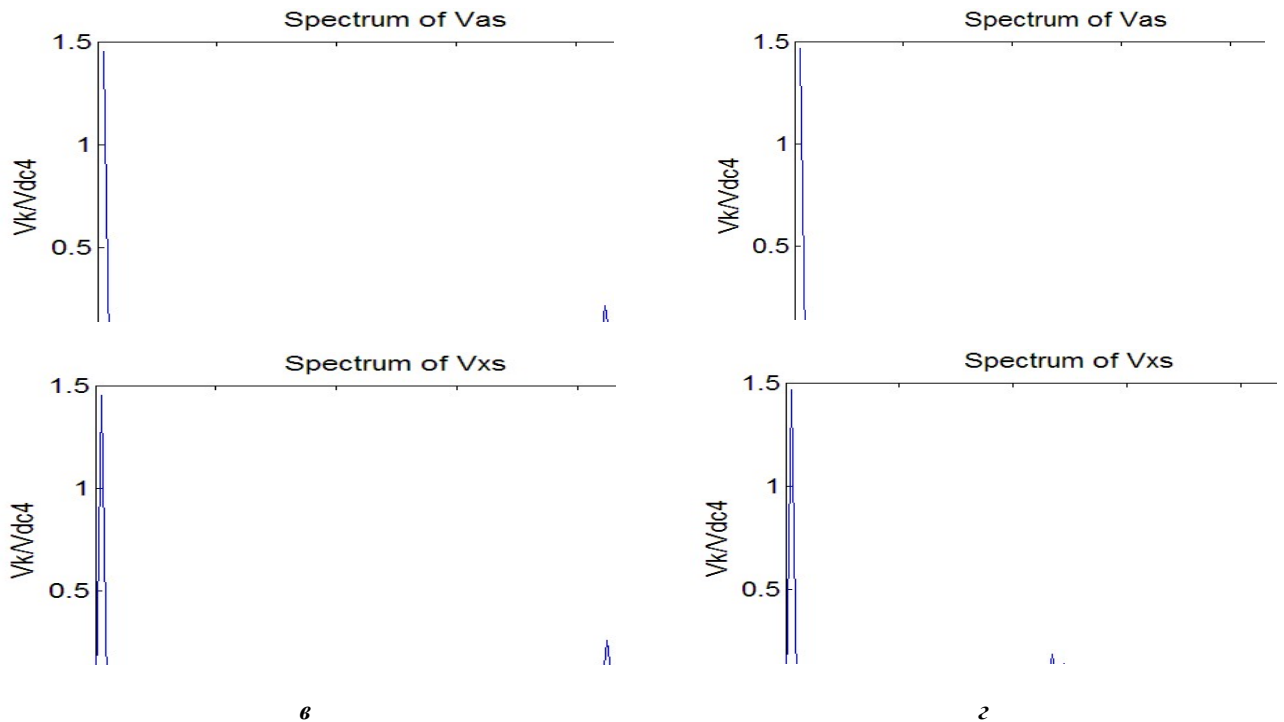 Spectrum of Vas
1.5
1
0.5
Vk/Vdc4
Spectrum of Vas
1.5
1
0.5
Vk/Vdc4
Spectrum of Vxs
1.5
1
0.5
Vk/Vdc4
Spectrum of Vxs
1.5
1
0.5
Vk/Vdc4
в
г